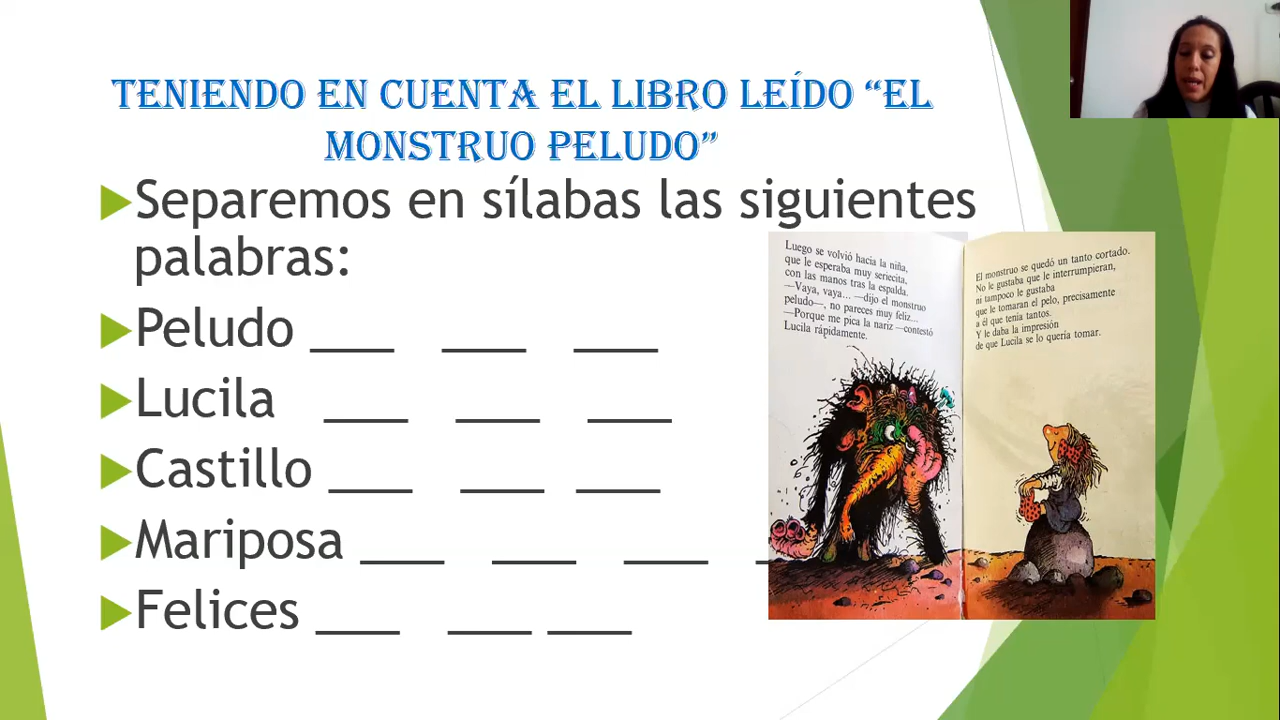 TENIENDO EN CUENTA EL LIBRO LEÍDO “EL
MONSTRUO PELUDO”
Separemos en sílabas las siguientes
palabras:
Peludo ___ ___ ___
Lucila ___ ___ ___
Castillo ___ ___ ___
Mariposa ___ ___ ___ _
Felices ___ ___ ___
Luego se volvió hacia la niña,
que le esperaba muy seriecita,
con las manos tras la espalda.
—Vaya, vaya... —dijo el monstruo
peludo—, no pareces muy feliz...
—Porque me pica la nariz —contestó
Lucila rápidamente.
El monstruo se quedó un tanto cortado.
No le gustaba que le interrumpieran,
ni tampoco le gustaba
que le tomaran el pelo, precisamente
a él que tenía tantos.
Y le daba la impresión
de que Lucila se lo quería tomar.